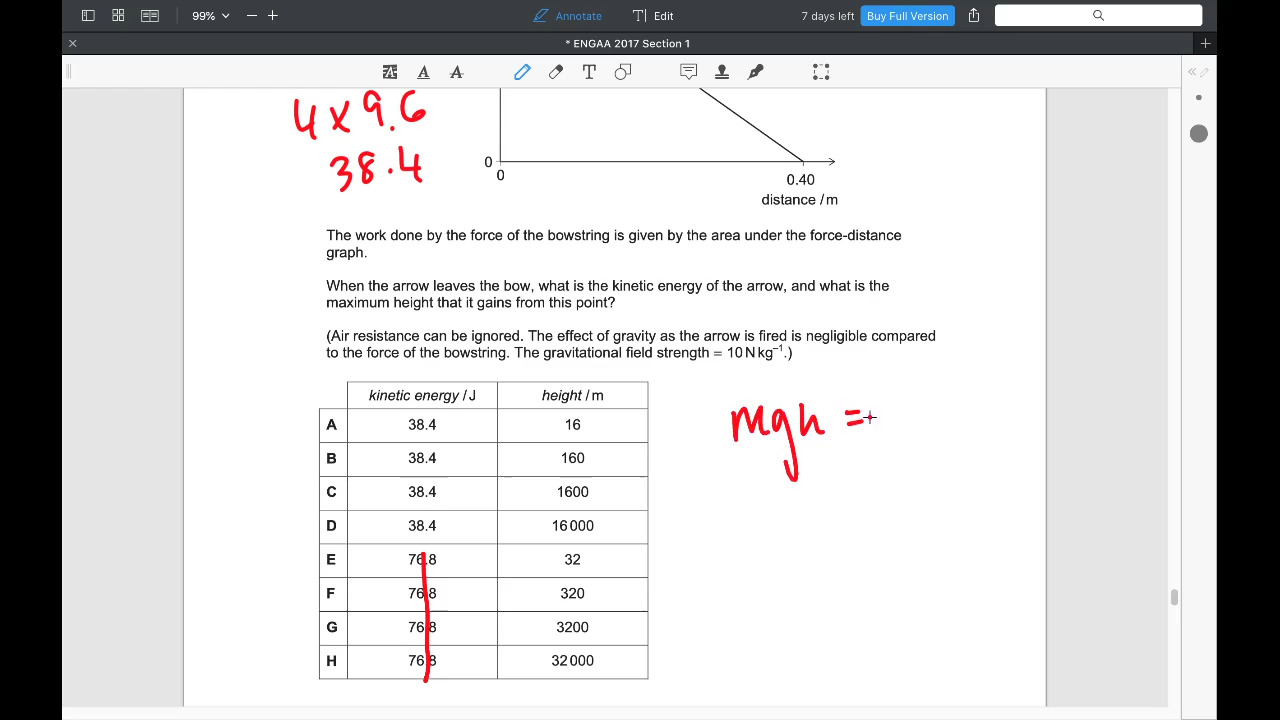 99%
Annotate
Edit
7 days left
Buy Full Version
* ENGAA 2017 Section 1
4 x 9.6
38.4
0
0
0.40
distance / m
The work done by the force of the bowstring is given by the area under the force-distance
graph.
When the arrow leaves the bow, what is the kinetic energy of the arrow, and what is the
maximum height that it gains from this point?
(Air resistance can be ignored. The effect of gravity as the arrow is fired is negligible compared
to the force of the bowstring. The gravitational field strength = 10 N kg⁻¹.)
kinetic energy / J height / m
A 38.4 16
B 38.4 160
C 38.4 1600
D 38.4 16 000
E 76.8 32
F 76.8 320
G 76.8 3200
H 76.8 32 000
mgh =